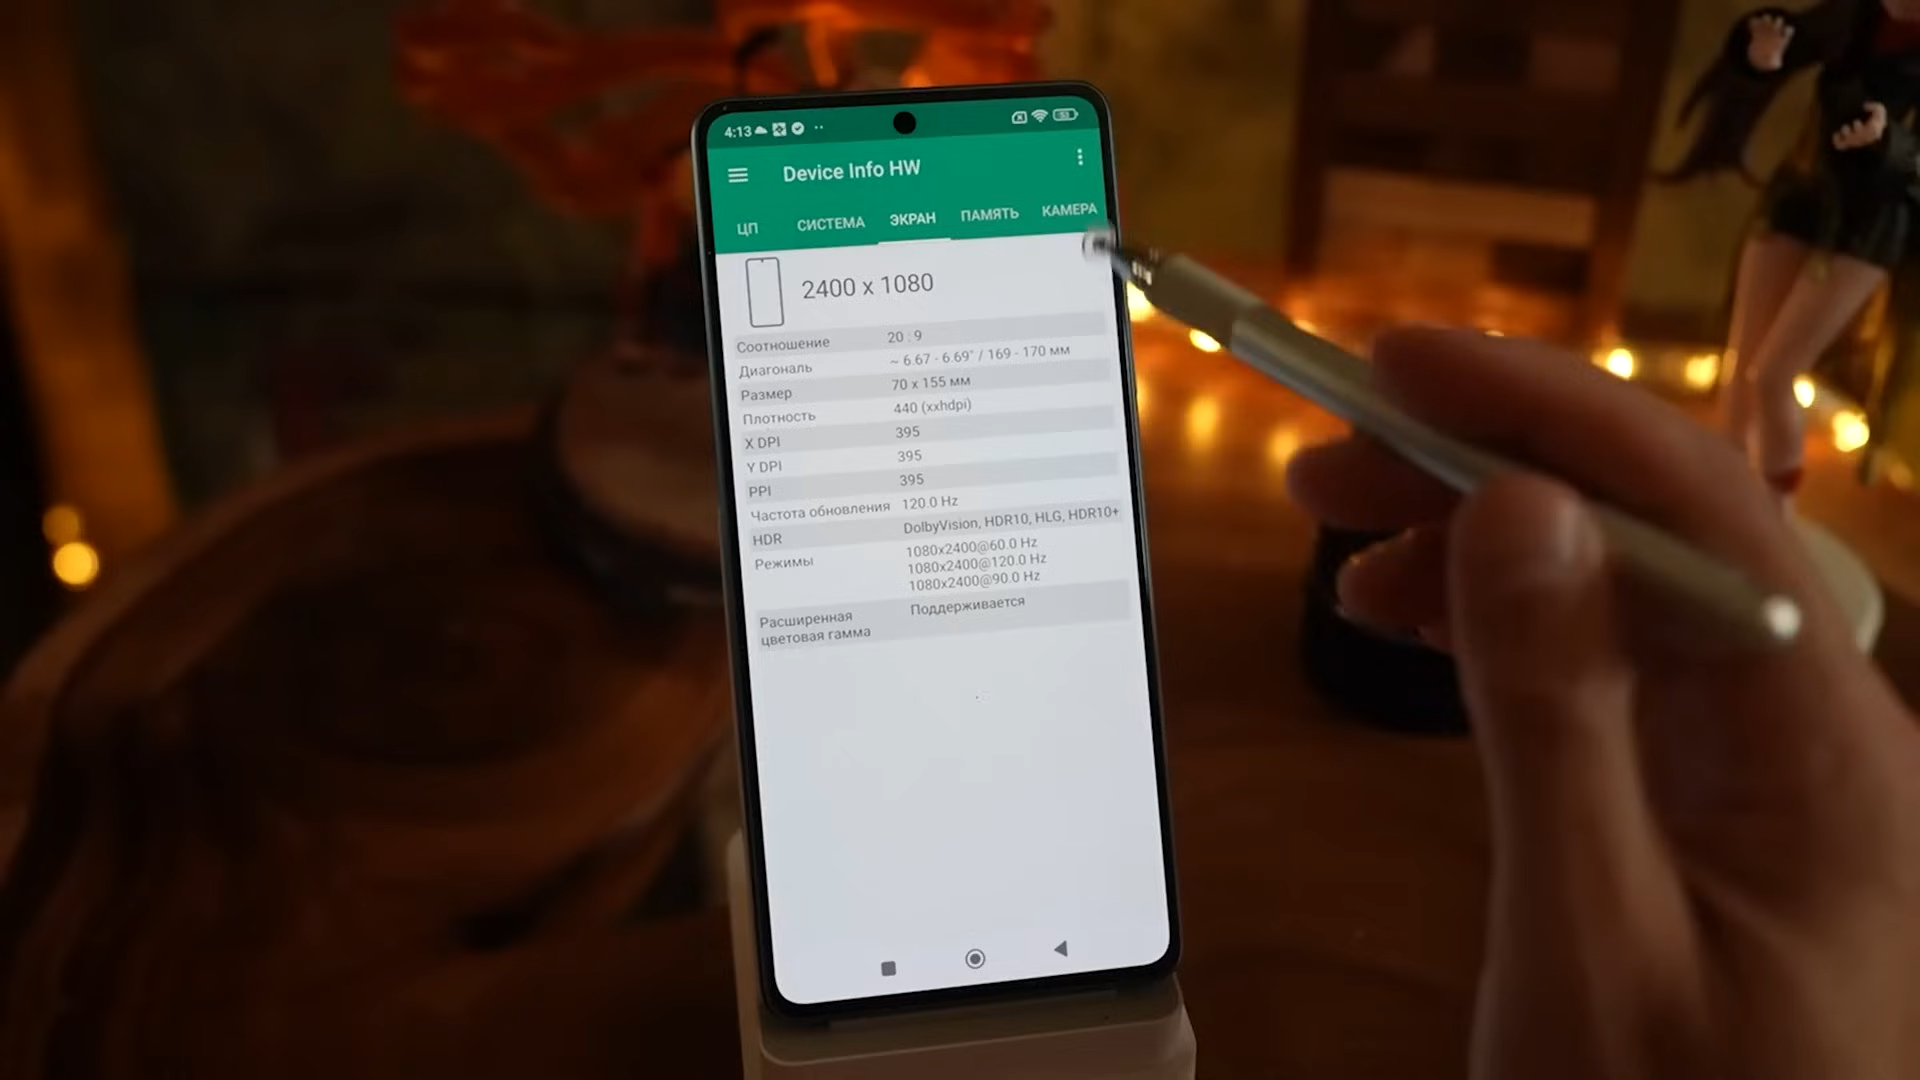 4:13
Device Info HW
ЦП СИСТЕМА ЭКРАН ПАМЯТЬ КАМЕРА
2400 x 1080
Соотношение 20 : 9
Диагональ ~ 6.67 - 6.69" / 169 - 170 мм
Размер 70 x 155 мм
Плотность 440 (xxhdpi)
X DPI 395
Y DPI 395
PPI 395
Частота обновления 120.0 Hz
HDR DolbyVision, HDR10, HLG, HDR10+
Режимы 1080x2400@60.0 Hz
1080x2400@120.0 Hz
1080x2400@90.0 Hz
Расширенная Поддерживается
цветовая гамма